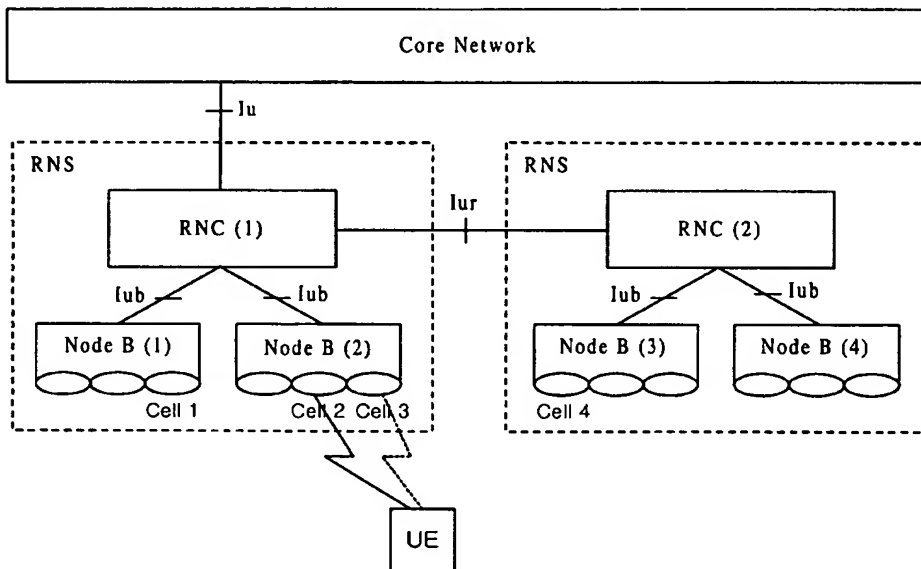 Core Network
Iu
RNS
RNS
RNC (1)
Iur
RNC (2)
Iub
Iub
Iub
Iub
Node B (1)
Node B (2)
Node B (3)
Node B (4)
Cell 1
Cell 2
Cell 3
Cell 4
UE